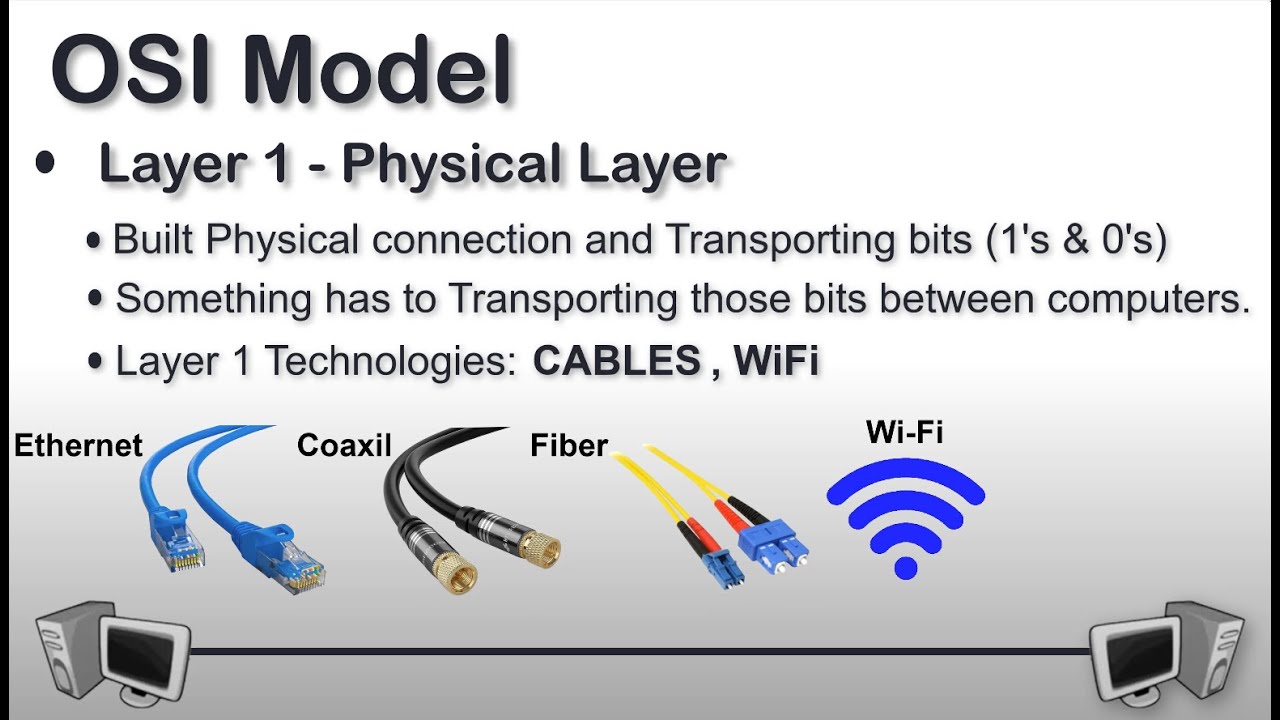 OSI Model
• Layer 1 - Physical Layer
• Built Physical connection and Transporting bits (1's & 0's)
• Something has to Transporting those bits between computers.
• Layer 1 Technologies: CABLES , WiFi
Ethernet
Coaxil
Fiber
Wi-Fi